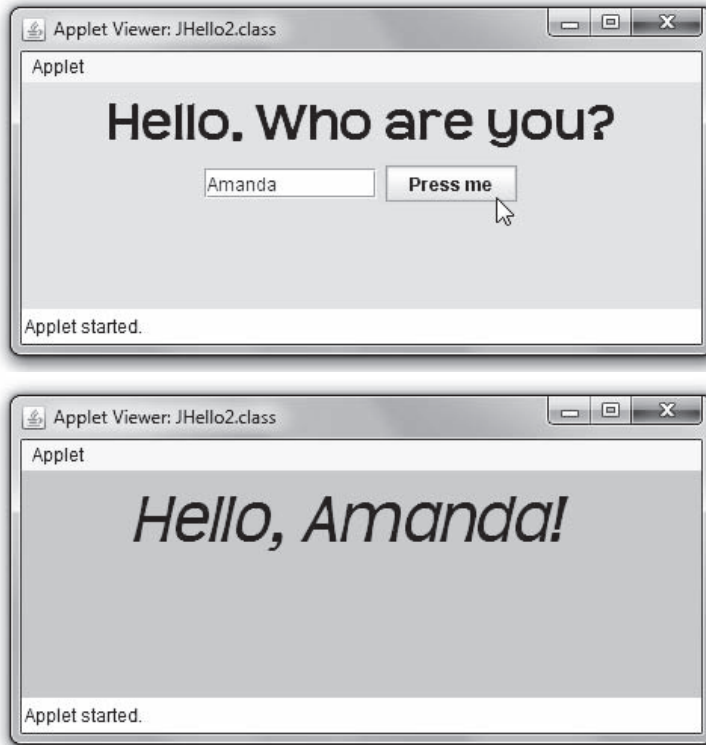 Applet Viewer: JHello2.class
Applet
Hello. Who are you?
Amanda Press me
Applet started.
Applet Viewer: JHello2.class
Applet
Hello, Amanda!
Applet started.